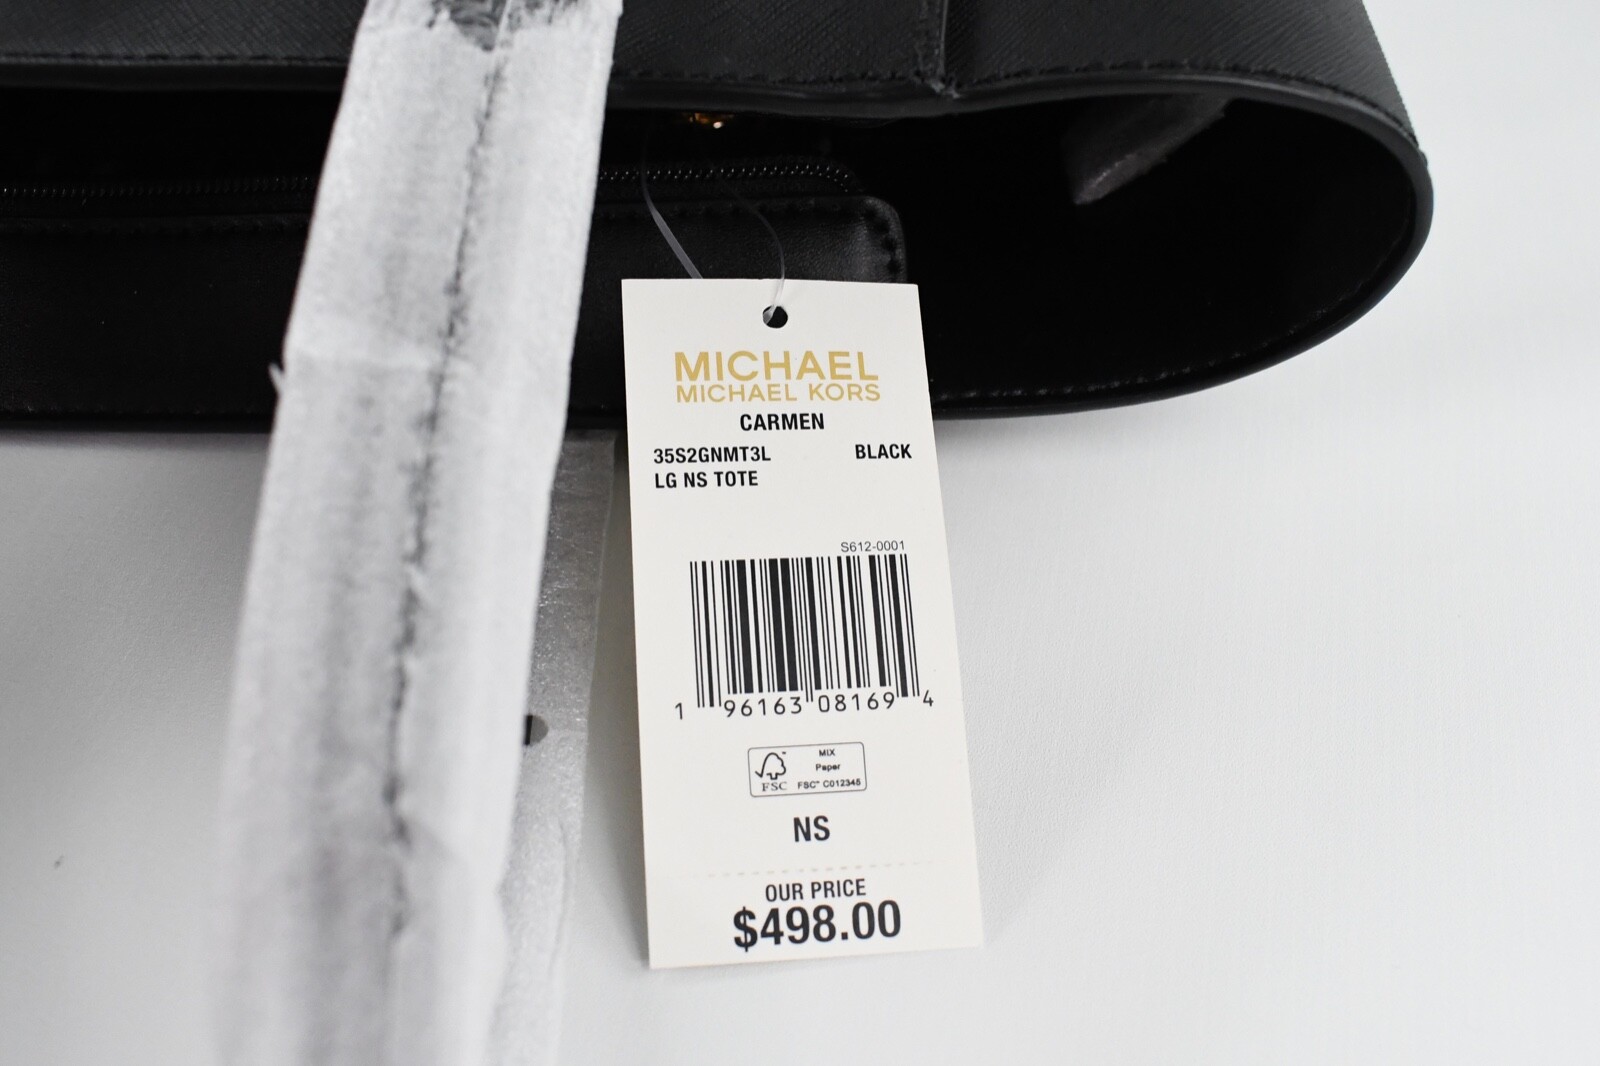 MICHAEL
MICHAEL KORS
CARMEN
35S2GNMT3L BLACK
LG NS TOTE
S612-0001
1 96163 08169 4
FSC
MIX
Paper
FSC™ C012345
NS
OUR PRICE
$498.00